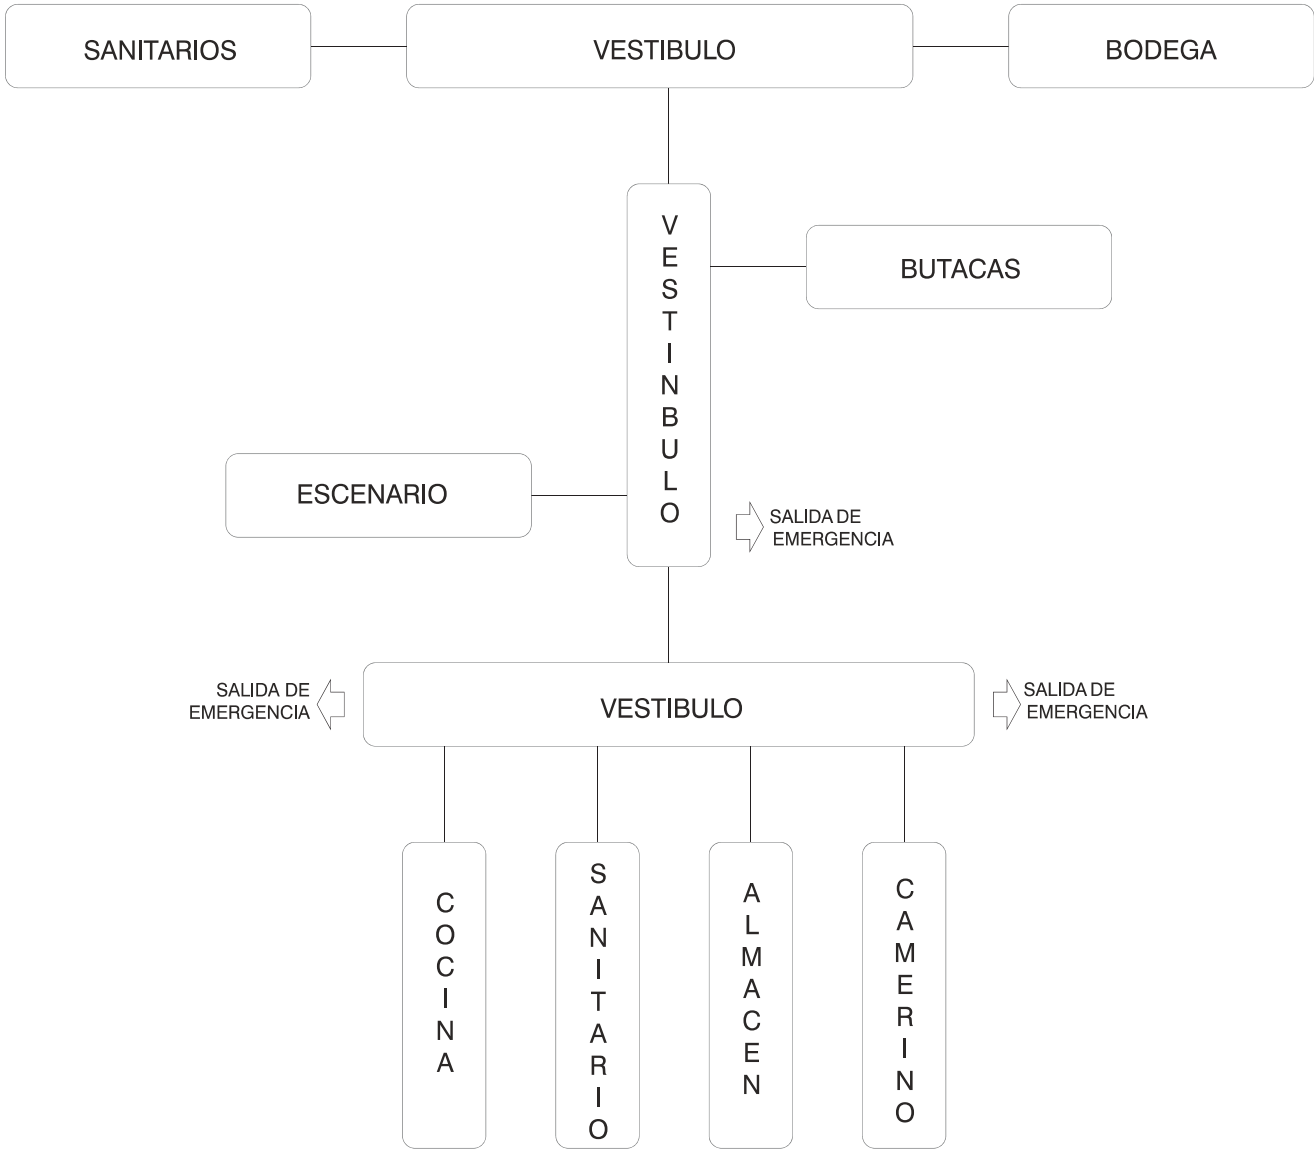 SANITARIOS
VESTIBULO
BODEGA
VESTINBULO
BUTACAS
ESCENARIO
SALIDA DE
EMERGENCIA
SALIDA DE
EMERGENCIA
VESTIBULO
SALIDA DE
EMERGENCIA
COCINA
SANITARIO
ALMACEN
CAMERINO